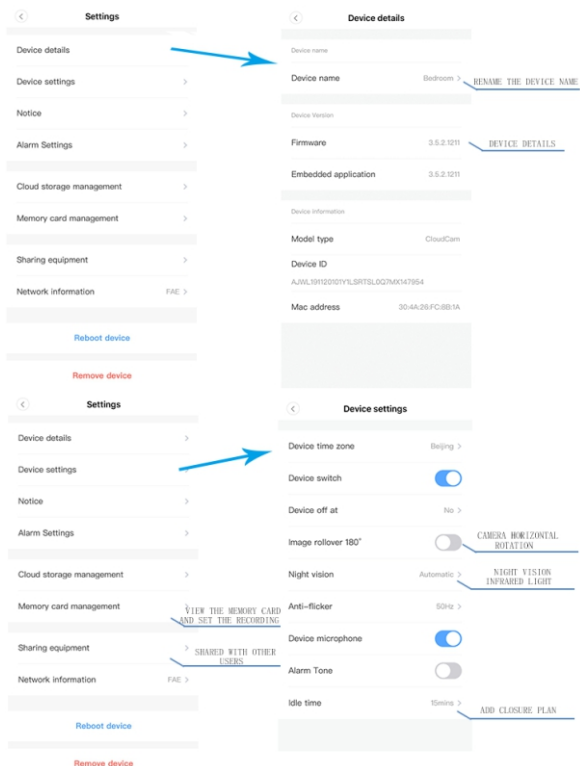 Settings
Device details
Device settings
Notice
Alarm Settings
Cloud storage management
Memory card management
Sharing equipment
Network information FAE
Reboot device
Remove device
Device details
Device name
Device name Bedroom
RENAME THE DEVICE NAME
Device Version
Firmware 3.5.2.1211
DEVICE DETAILS
Embedded application 3.5.2.1211
Device information
Model type CloudCam
Device ID
AJWL191120101Y1LSRTSL0Q7MX147954
Mac address 30:4A:26:FC:8B:1A
Settings
Device details
Device settings
Notice
Alarm Settings
Cloud storage management
Memory card management
VIEW THE MEMORY CARD
AND SET THE RECORDING
Sharing equipment
SHARED WITH OTHER
USERS
Network information FAE
Reboot device
Remove device
Device settings
Device time zone Beijing
Device switch
Device off at No
Image rollover 180°
CAMERA HORIZONTAL
ROTATION
Night vision Automatic
NIGHT VISION
INFRARED LIGHT
Anti-flicker 50Hz
Device microphone
Alarm Tone
Idle time 15mins
ADD CLOSURE PLAN